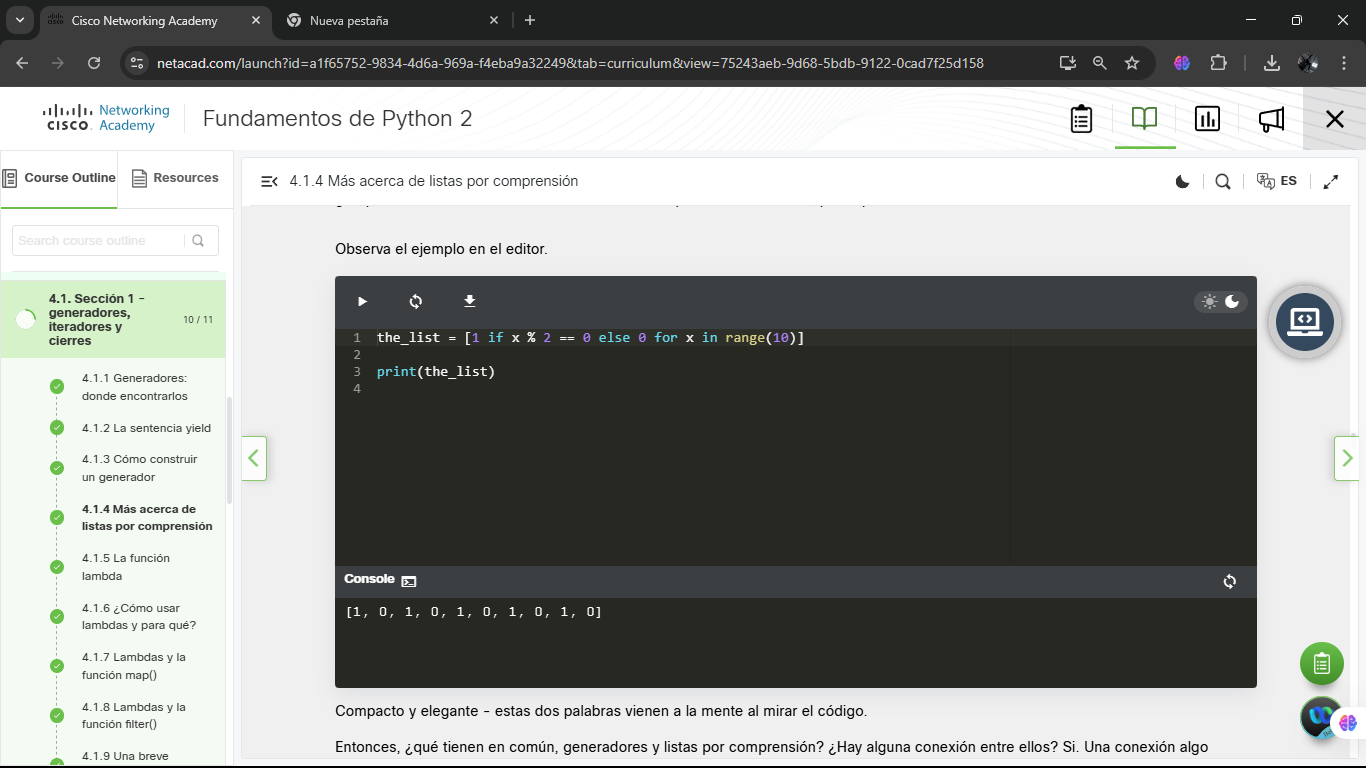 Cisco Networking Academy
Nueva pestaña
netacad.com/launch?id=a1f65752-9834-4d6a-969a-f4eba9a32249&tab=curriculum&view=75243aeb-9d68-5bdb-9122-0cad7f25d158
CISCO Networking Academy
Fundamentos de Python 2
Course Outline
Resources
Search course outline
4.1. Sección 1 - generadores, iteradores y cierres
10 / 11
4.1.1 Generadores: donde encontrarlos
4.1.2 La sentencia yield
4.1.3 Cómo construir un generador
4.1.4 Más acerca de listas por comprensión
4.1.5 La función lambda
4.1.6 ¿Cómo usar lambdas y para qué?
4.1.7 Lambdas y la función map()
4.1.8 Lambdas y la función filter()
4.1.9 Una breve
4.1.4 Más acerca de listas por comprensión
ES
Observa el ejemplo en el editor.
1 the_list = [1 if x % 2 == 0 else 0 for x in range(10)]
2
3 print(the_list)
4
Console
[1, 0, 1, 0, 1, 0, 1, 0, 1, 0]
Compacto y elegante - estas dos palabras vienen a la mente al mirar el código.
Entonces, ¿qué tienen en común, generadores y listas por comprensión? ¿Hay alguna conexión entre ellos? Si. Una conexión algo